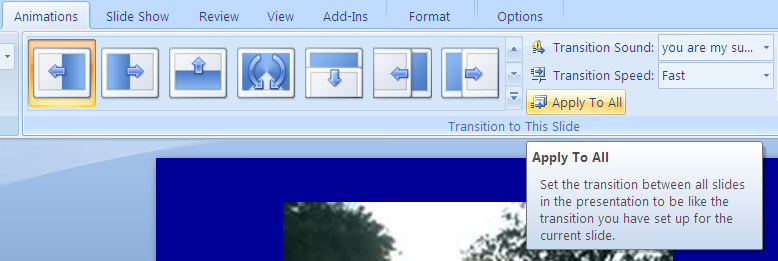 Animations Slide Show Review View Add-Ins Format Options
Transition Sound: you are my su...
Transition Speed: Fast
Apply To All
Transition to This Slide
Apply To All
Set the transition between all slides
in the presentation to be like the
transition you have set up for the
current slide.